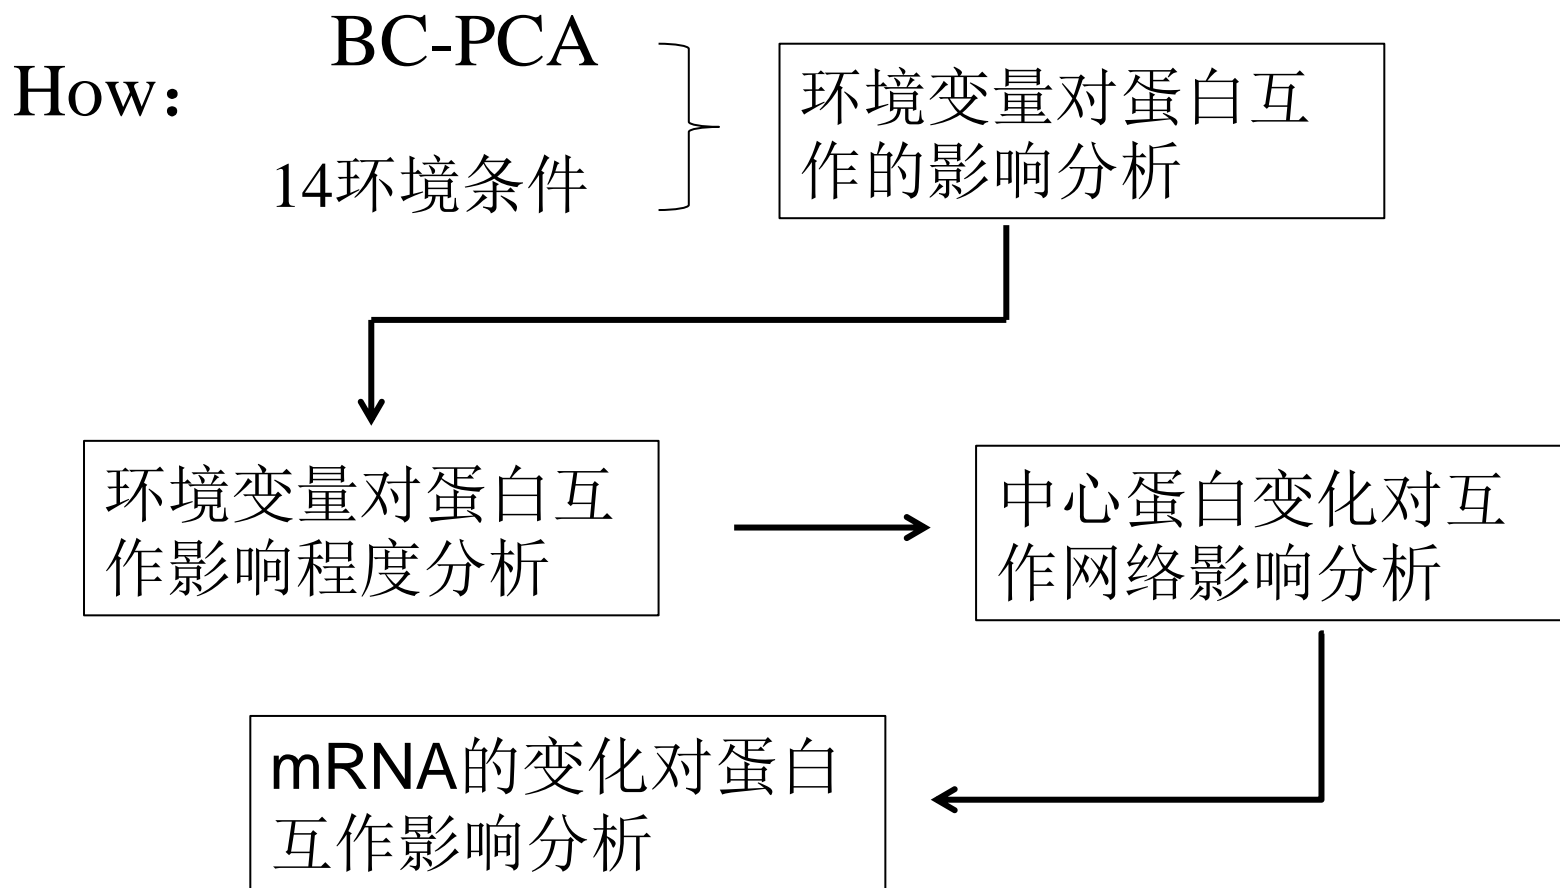 BC-PCA
How：
14环境条件
环境变量对蛋白互
作的影响分析
环境变量对蛋白互
作影响程度分析
中心蛋白变化对互
作网络影响分析
mRNA的变化对蛋白
互作影响分析